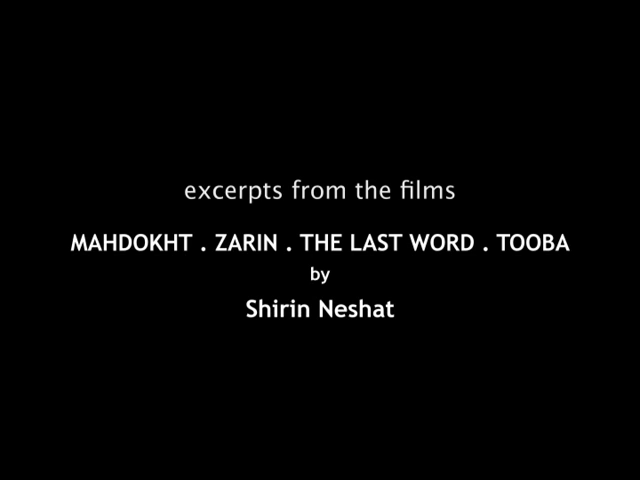 excerpts from the films
MAHDOKHT . ZARIN . THE LAST WORD . TOOBA
by
Shirin Neshat